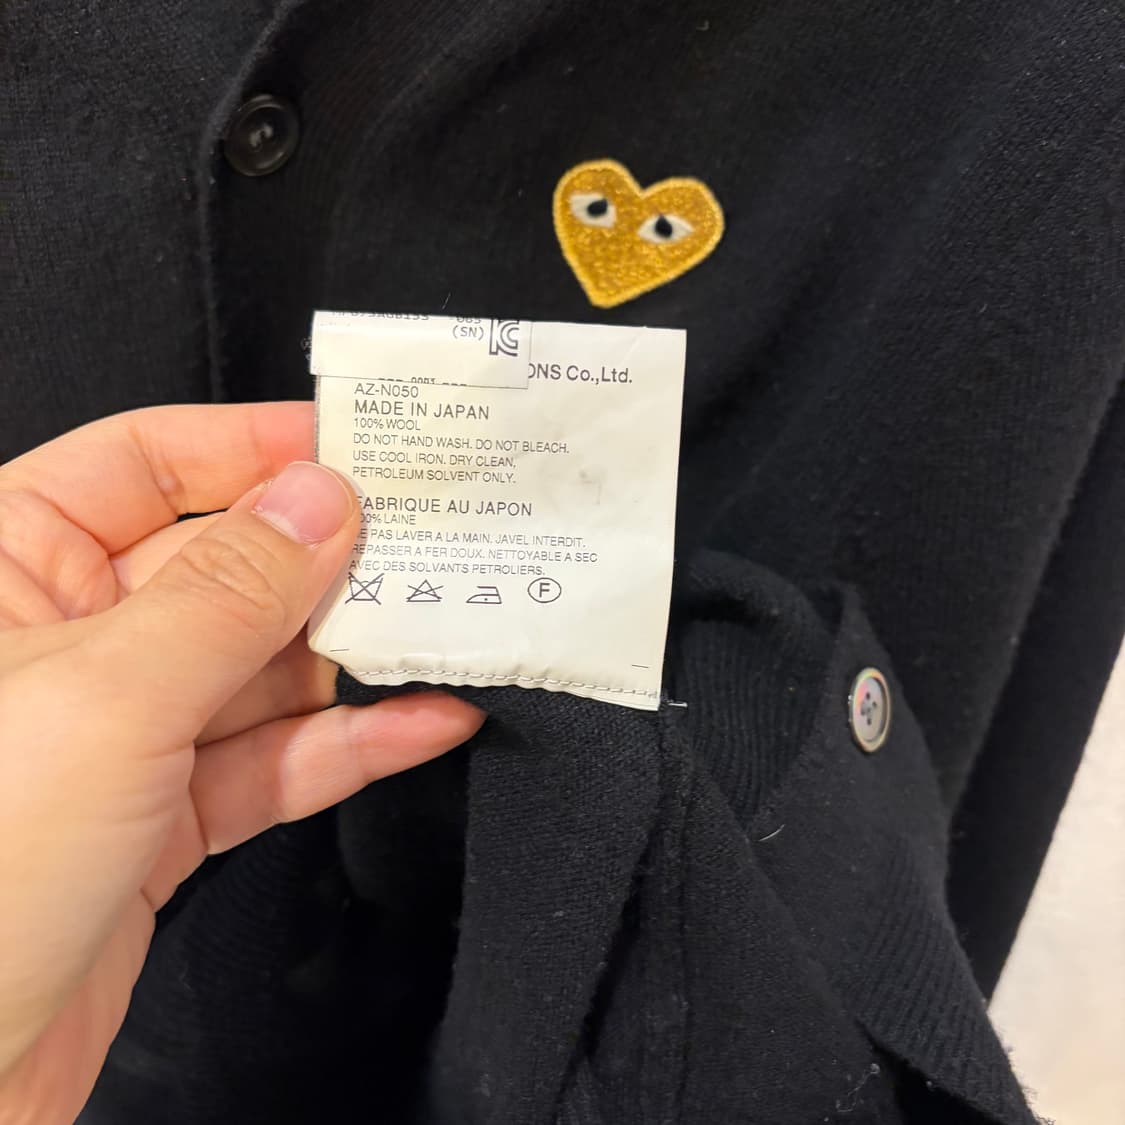 (SN)
ONS Co.,Ltd.
AZ-N050
MADE IN JAPAN
100% WOOL
DO NOT HAND WASH. DO NOT BLEACH.
USE COOL IRON. DRY CLEAN,
PETROLEUM SOLVENT ONLY.
FABRIQUE AU JAPON
00% LAINE
E PAS LAVER A LA MAIN. JAVEL INTERDIT.
REPASSER A FER DOUX. NETTOYABLE A SEC
AVEC DES SOLVANTS PETROLIERS.
F